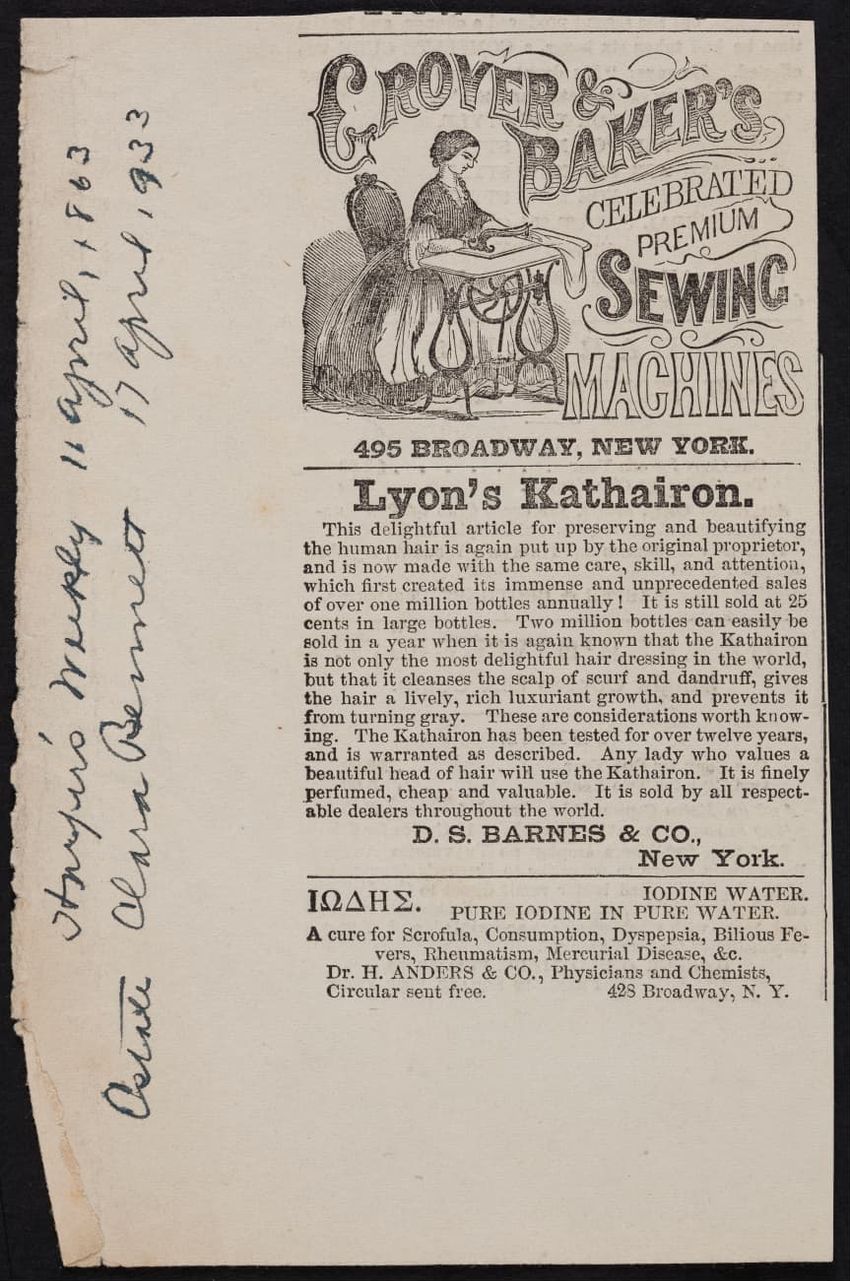 Harper's Weekly 11 April, 1863
Estate Clara Bennett 17 April, 1933
GROVER &
BAKER'S
CELEBRATED
PREMIUM
SEWING
MACHINES
495 BROADWAY, NEW YORK.
Lyon's Kathairon.
This delightful article for preserving and beautifying
the human hair is again put up by the original proprietor,
and is now made with the same care, skill, and attention,
which first created its immense and unprecedented sales
of over one million bottles annually! It is still sold at 25
cents in large bottles. Two million bottles can easily be
sold in a year when it is again known that the Kathairon
is not only the most delightful hair dressing in the world,
but that it cleanses the scalp of scurf and dandruff, gives
the hair a lively, rich luxuriant growth, and prevents it
from turning gray. These are considerations worth know-
ing. The Kathairon has been tested for over twelve years,
and is warranted as described. Any lady who values a
beautiful head of hair will use the Kathairon. It is finely
perfumed, cheap and valuable. It is sold by all respect-
able dealers throughout the world.
D. S. BARNES & CO.,
New York.
ΙΩΔΗΣ. IODINE WATER.
PURE IODINE IN PURE WATER.
A cure for Scrofula, Consumption, Dyspepsia, Bilious Fe-
vers, Rheumatism, Mercurial Disease, &c.
Dr. H. ANDERS & CO., Physicians and Chemists,
Circular sent free. 428 Broadway, N. Y.